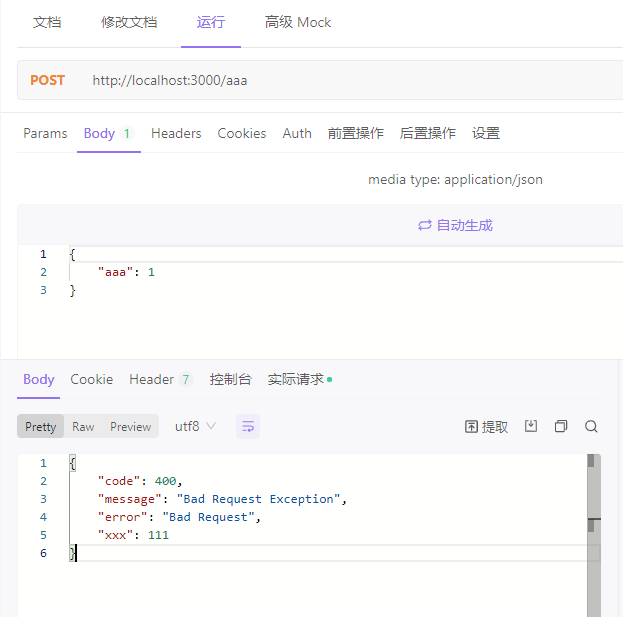 文档 修改文档 运行 高级 Mock
POST http://localhost:3000/aaa
Params Body 1 Headers Cookies Auth 前置操作 后置操作 设置
media type: application/json
自动生成
1 {
2 "aaa": 1
3 }
Body Cookie Header 7 控制台 实际请求
Pretty Raw Preview utf8 提取
1 {
2 "code": 400,
3 "message": "Bad Request Exception",
4 "error": "Bad Request",
5 "xxx": 111
6 }